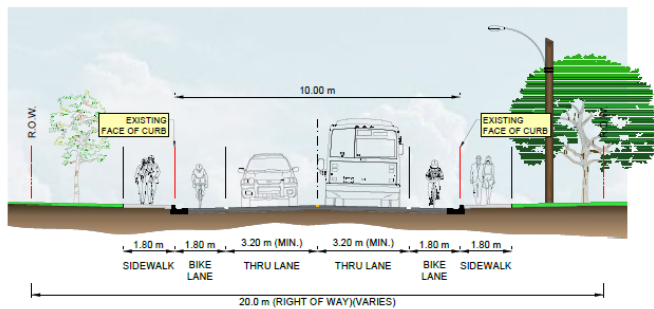 10.00 m
R.O.W.
EXISTING
FACE OF CURB
EXISTING
FACE OF CURB
R.O.W.
1.80 m
1.80 m
3.20 m (MIN.)
3.20 m (MIN.)
1.80 m
1.80 m
SIDEWALK
BIKE
LANE
THRU LANE
THRU LANE
BIKE
LANE
SIDEWALK
20.0 m (RIGHT OF WAY)(VARIES)